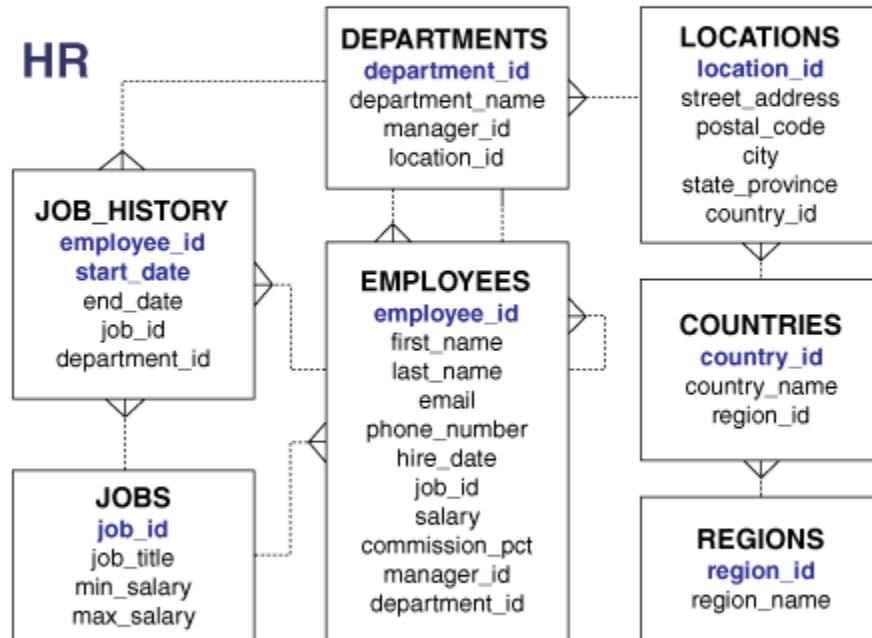 HR
DEPARTMENTS
department_id
department_name
manager_id
location_id
LOCATIONS
location_id
street_address
postal_code
city
state_province
country_id
JOB_HISTORY
employee_id
start_date
end_date
job_id
department_id
EMPLOYEES
employee_id
first_name
last_name
email
phone_number
hire_date
job_id
salary
commission_pct
manager_id
department_id
COUNTRIES
country_id
country_name
region_id
JOBS
job_id
job_title
min_salary
max_salary
REGIONS
region_id
region_name